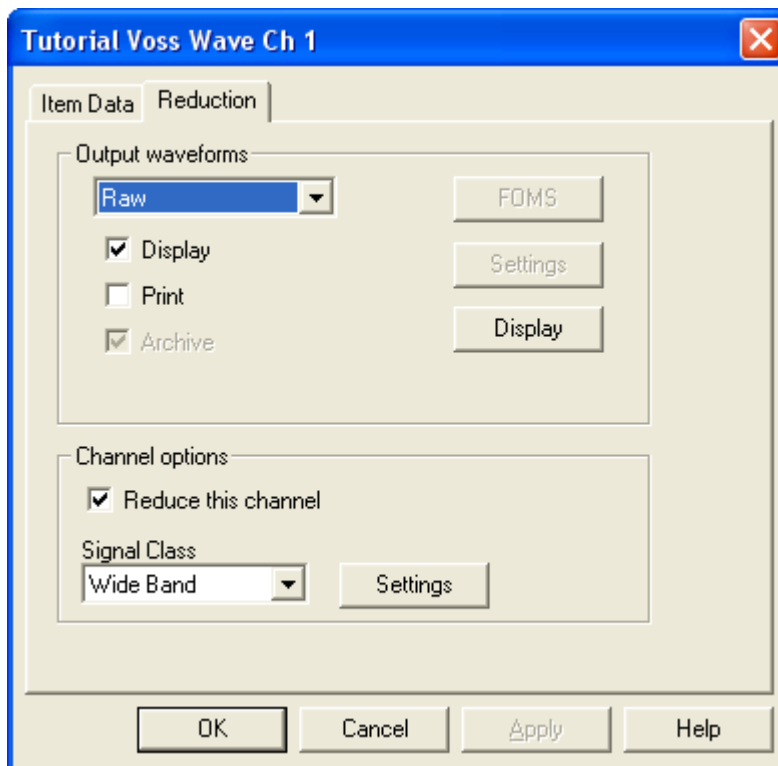 Tutorial Voss Wave Ch 1
Item Data Reduction
Output waveforms
Raw FOMS
Display
Settings
Print
Display
Archive
Channel options
Reduce this channel
Signal Class
Wide Band Settings
OK Cancel Apply Help